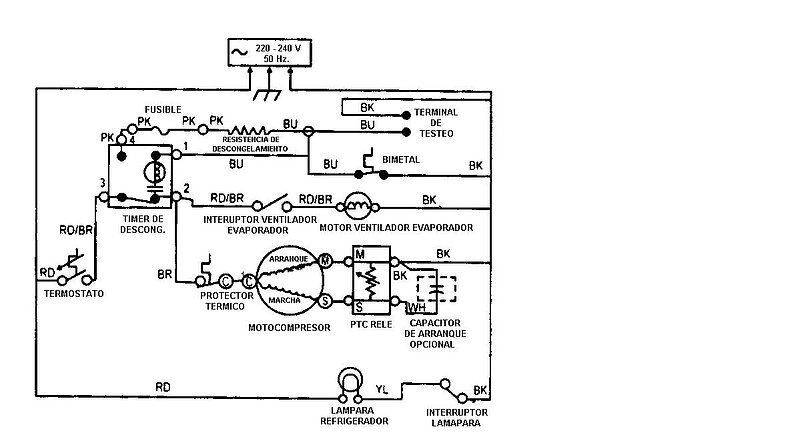 220 - 240 V
50 Hz.
BK
TERMINAL
DE
TESTEO
FUSIBLE
PK
PK
PK
BU
BU
PK
4
RESISTENCIA DE
DESCONGELAMIENTO
1
BU
BU
BIMETAL
BK
3
2
RD/BR
RD/BR
BK
TIMER DE
DESCONG.
INTERUPTOR VENTILADOR
EVAPORADOR
MOTOR VENTILADOR EVAPORADOR
RD/BR
RD
TERMOSTATO
BR
C
C
PROTECTOR
TERMICO
ARRANQUE
MARCHA
M
S
MOTOCOMPRESOR
M
S
PTC RELE
BK
BK
WH
CAPACITOR
DE ARRANQUE
OPCIONAL
RD
YL
BK
LAMPARA
REFRIGERADOR
INTERRUPTOR
LAMAPARA